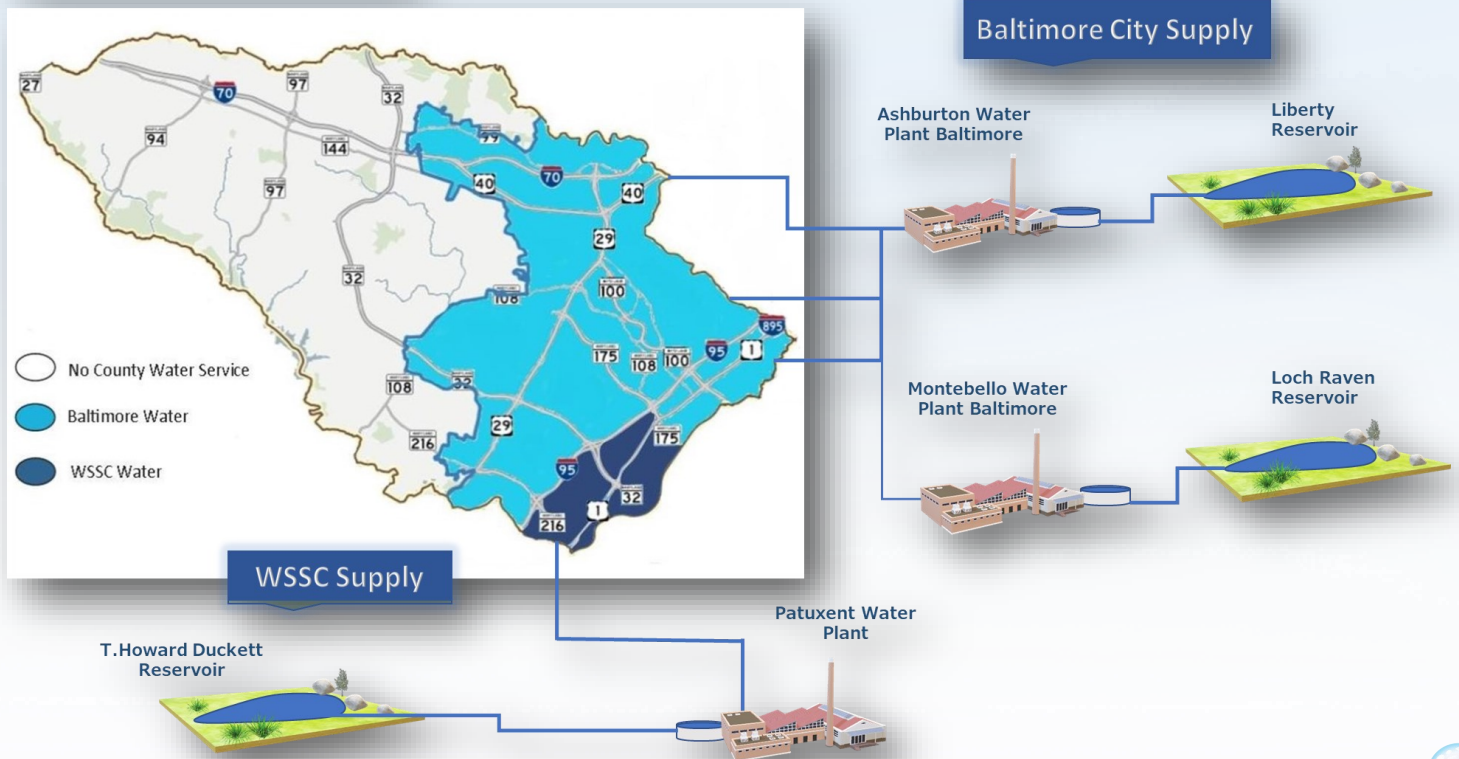 Baltimore City Supply
Ashburton Water
Plant Baltimore
Liberty
Reservoir
Montebello Water
Plant Baltimore
Loch Raven
Reservoir
27
70
97
32
94
144
97
99
40
70
40
29
32
108
100
895
175
108
100
95
1
108
32
29
216
175
95
32
1
216
No County Water Service
Baltimore Water
WSSC Water
WSSC Supply
T.Howard Duckett
Reservoir
Patuxent Water
Plant